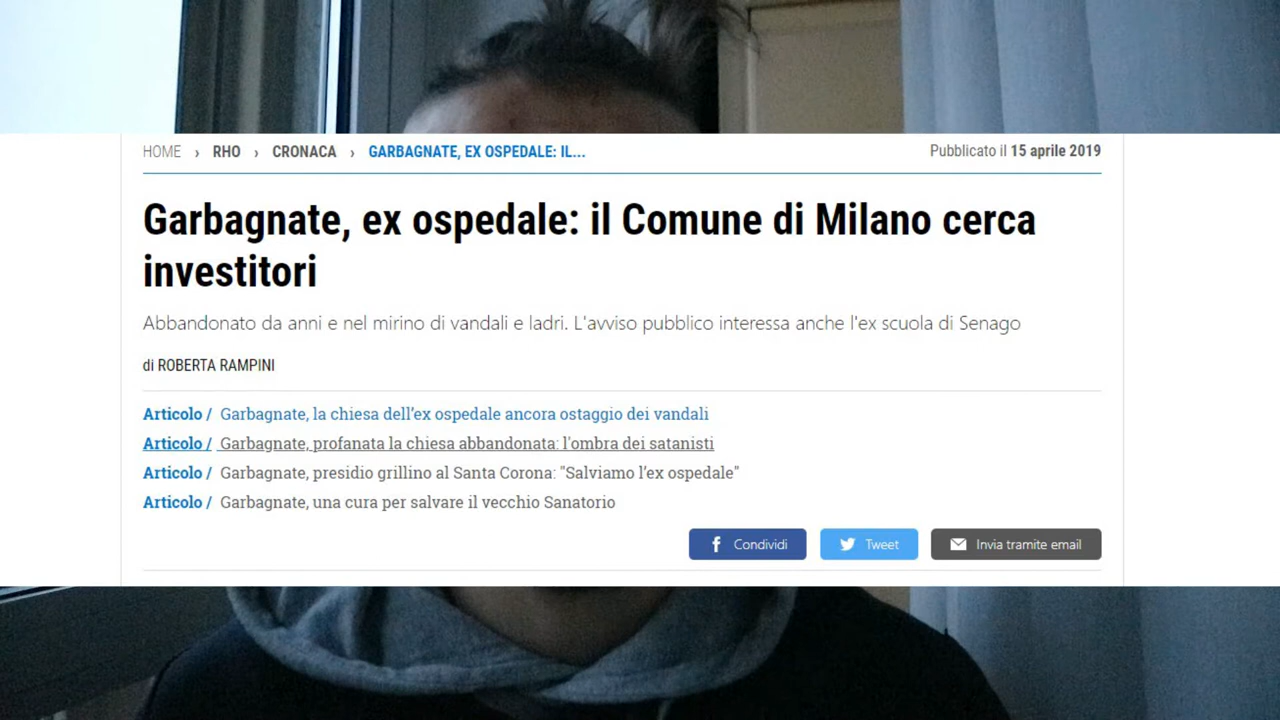 HOME › RHO › CRONACA › GARBAGNATE, EX OSPEDALE: IL...
Pubblicato il 15 aprile 2019
Garbagnate, ex ospedale: il Comune di Milano cerca
investitori
Abbandonato da anni e nel mirino di vandali e ladri. L'avviso pubblico interessa anche l'ex scuola di Senago
di ROBERTA RAMPINI
Articolo / Garbagnate, la chiesa dell'ex ospedale ancora ostaggio dei vandali
Articolo / Garbagnate, profanata la chiesa abbandonata: l'ombra dei satanisti
Articolo / Garbagnate, presidio grillino al Santa Corona: "Salviamo l'ex ospedale"
Articolo / Garbagnate, una cura per salvare il vecchio Sanatorio
Condividi
Tweet
Invia tramite email